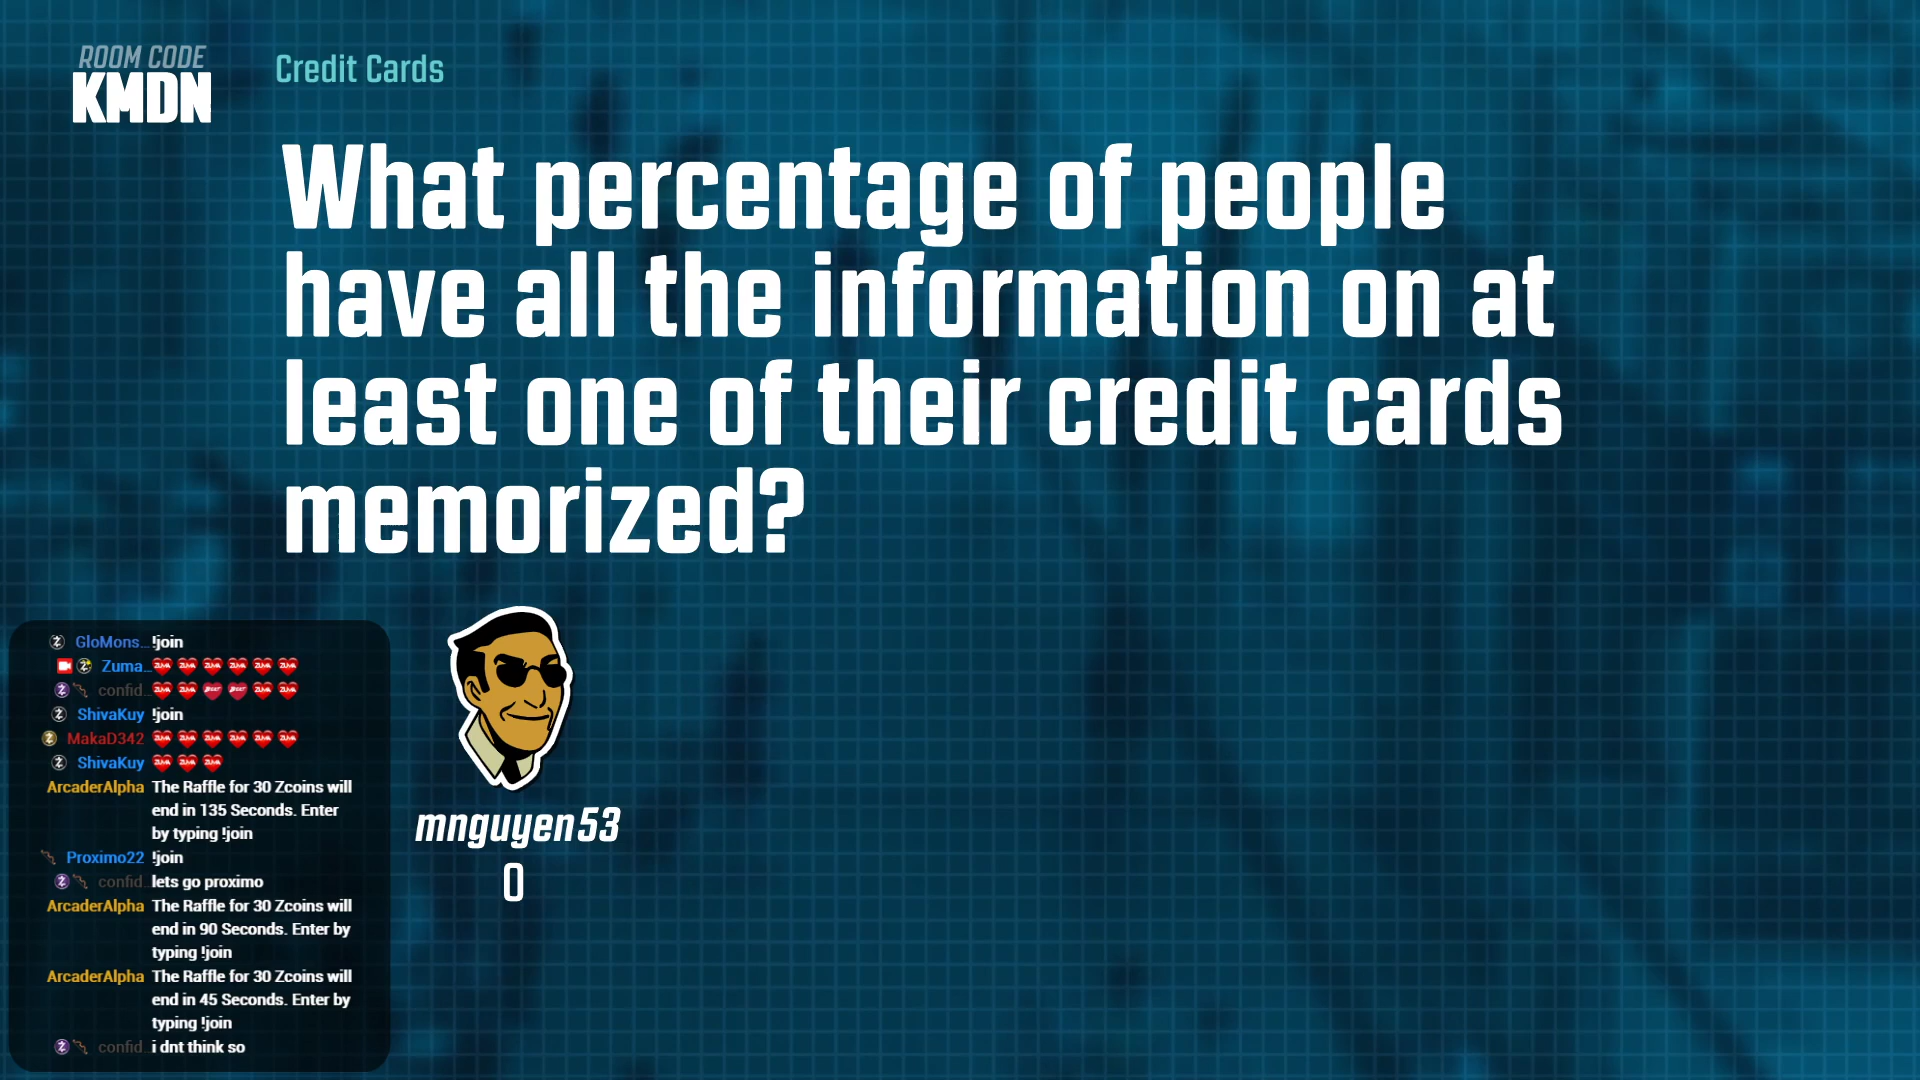 ROOM CODE
KMDN
Credit Cards
What percentage of people
have all the information on at
least one of their credit cards
memorized?
GloMons... !join
Zuma...
confid...
ShivaKuy !join
MakaD342
ShivaKuy
ArcaderAlpha The Raffle for 30 Zcoins will
end in 135 Seconds. Enter
by typing !join
Proximo22 !join
confid... lets go proximo
ArcaderAlpha The Raffle for 30 Zcoins will
end in 90 Seconds. Enter by
typing !join
ArcaderAlpha The Raffle for 30 Zcoins will
end in 45 Seconds. Enter by
typing !join
confid... i dnt think so
mnguyen53
0